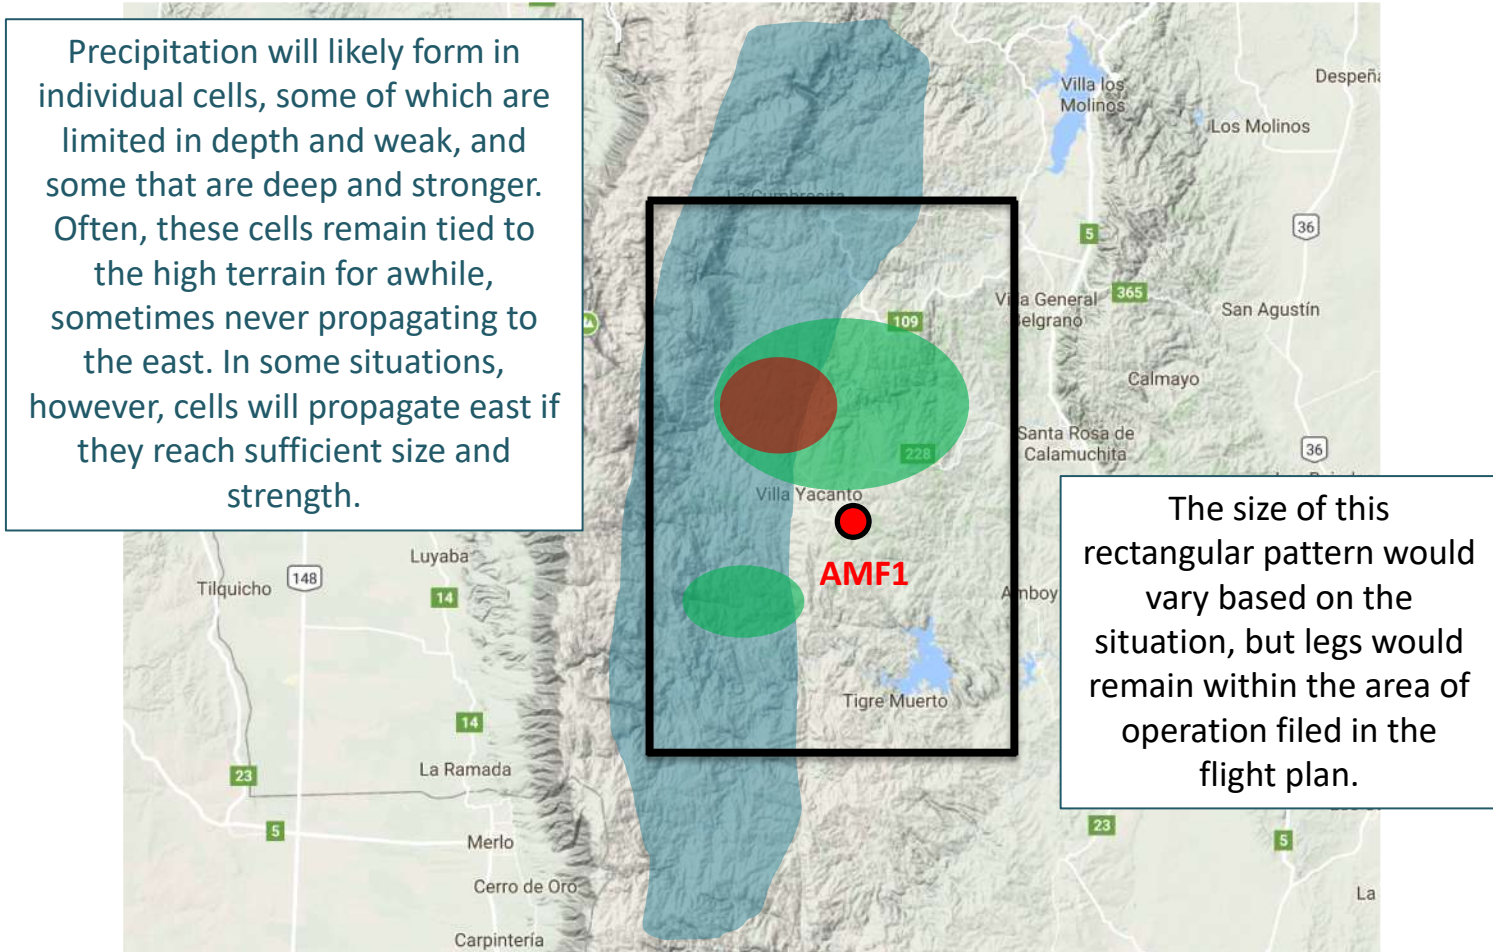 Precipitation will likely form in
individual cells, some of which are
limited in depth and weak, and
some that are deep and stronger.
Often, these cells remain tied to
the high terrain for awhile,
sometimes never propagating to
the east. In some situations,
however, cells will propagate east if
they reach sufficient size and
strength.
Villa los
Molinos
Despeña
Los Molinos
La Cumbrecita
36
5
365
Villa General
Belgrano
San Agustín
109
Calmayo
Santa Rosa de
Calamuchita
36
228
Villa Yacanto
AMF1
The size of this
rectangular pattern would
vary based on the
situation, but legs would
remain within the area of
operation filed in the
flight plan.
Luyaba
Tilquicho
148
14
Amboy
Tigre Muerto
14
La Ramada
23
5
Merlo
23
5
Cerro de Oro
La
Carpintería